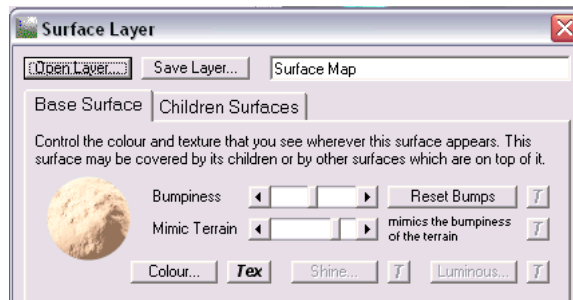 Surface Layer
Open Layer... Save Layer... Surface Map
Base Surface Children Surfaces
Control the colour and texture that you see wherever this surface appears. This
surface may be covered by its children or by other surfaces which are on top of it.
Bumpiness Reset Bumps T
Mimic Terrain mimics the bumpiness
of the terrain T
Colour... Tex Shine... T Luminous... T